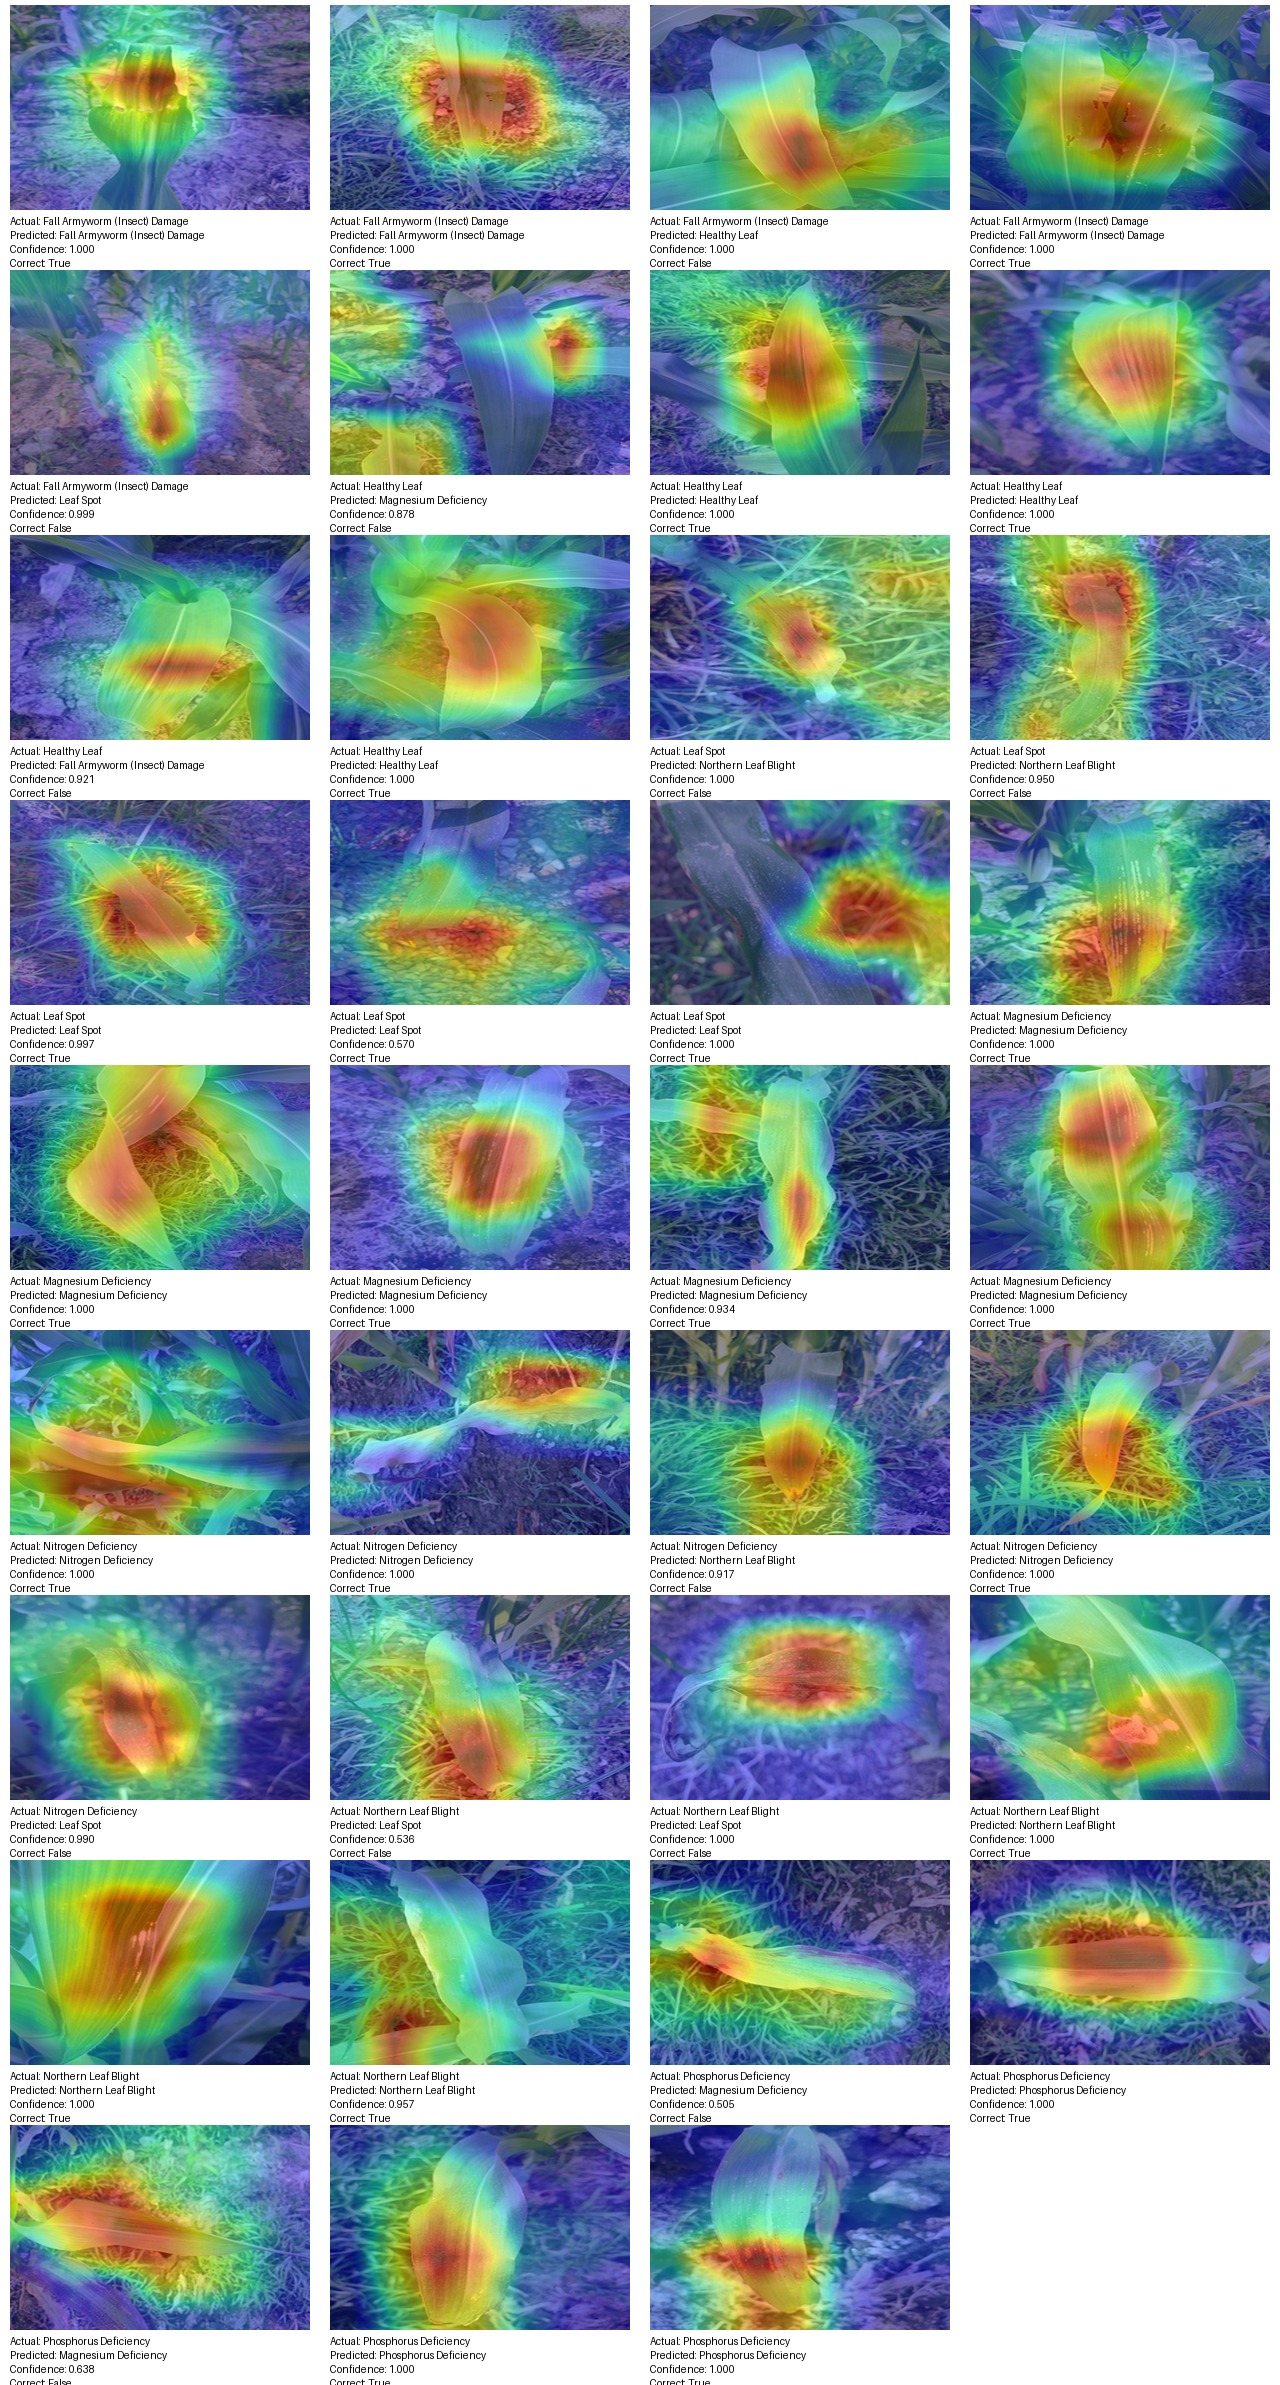 Actual: Fall Armyworm (Insect) Damage
Predicted: Fall Armyworm (Insect) Damage
Confidence: 1.000
Correct: True
Actual: Fall Armyworm (Insect) Damage
Predicted: Fall Armyworm (Insect) Damage
Confidence: 1.000
Correct: True
Actual: Fall Armyworm (Insect) Damage
Predicted: Healthy Leaf
Confidence: 1.000
Correct: False
Actual: Fall Armyworm (Insect) Damage
Predicted: Fall Armyworm (Insect) Damage
Confidence: 1.000
Correct: True
Actual: Fall Armyworm (Insect) Damage
Predicted: Leaf Spot
Confidence: 0.999
Correct: False
Actual: Healthy Leaf
Predicted: Magnesium Deficiency
Confidence: 0.878
Correct: False
Actual: Healthy Leaf
Predicted: Healthy Leaf
Confidence: 1.000
Correct: True
Actual: Healthy Leaf
Predicted: Healthy Leaf
Confidence: 1.000
Correct: True
Actual: Healthy Leaf
Predicted: Fall Armyworm (Insect) Damage
Confidence: 0.921
Correct: False
Actual: Healthy Leaf
Predicted: Healthy Leaf
Confidence: 1.000
Correct: True
Actual: Leaf Spot
Predicted: Northern Leaf Blight
Confidence: 1.000
Correct: False
Actual: Leaf Spot
Predicted: Northern Leaf Blight
Confidence: 0.950
Correct: False
Actual: Leaf Spot
Predicted: Leaf Spot
Confidence: 0.997
Correct: True
Actual: Leaf Spot
Predicted: Leaf Spot
Confidence: 0.570
Correct: True
Actual: Leaf Spot
Predicted: Leaf Spot
Confidence: 1.000
Correct: True
Actual: Magnesium Deficiency
Predicted: Magnesium Deficiency
Confidence: 1.000
Correct: True
Actual: Magnesium Deficiency
Predicted: Magnesium Deficiency
Confidence: 1.000
Correct: True
Actual: Magnesium Deficiency
Predicted: Magnesium Deficiency
Confidence: 1.000
Correct: True
Actual: Magnesium Deficiency
Predicted: Magnesium Deficiency
Confidence: 0.934
Correct: True
Actual: Magnesium Deficiency
Predicted: Magnesium Deficiency
Confidence: 1.000
Correct: True
Actual: Nitrogen Deficiency
Predicted: Nitrogen Deficiency
Confidence: 1.000
Correct: True
Actual: Nitrogen Deficiency
Predicted: Nitrogen Deficiency
Confidence: 1.000
Correct: True
Actual: Nitrogen Deficiency
Predicted: Northern Leaf Blight
Confidence: 0.917
Correct: False
Actual: Nitrogen Deficiency
Predicted: Nitrogen Deficiency
Confidence: 1.000
Correct: True
Actual: Nitrogen Deficiency
Predicted: Leaf Spot
Confidence: 0.990
Correct: False
Actual: Northern Leaf Blight
Predicted: Leaf Spot
Confidence: 0.536
Correct: False
Actual: Northern Leaf Blight
Predicted: Leaf Spot
Confidence: 1.000
Correct: False
Actual: Northern Leaf Blight
Predicted: Northern Leaf Blight
Confidence: 1.000
Correct: True
Actual: Northern Leaf Blight
Predicted: Northern Leaf Blight
Confidence: 1.000
Correct: True
Actual: Northern Leaf Blight
Predicted: Northern Leaf Blight
Confidence: 0.957
Correct: True
Actual: Phosphorus Deficiency
Predicted: Magnesium Deficiency
Confidence: 0.505
Correct: False
Actual: Phosphorus Deficiency
Predicted: Phosphorus Deficiency
Confidence: 1.000
Correct: True
Actual: Phosphorus Deficiency
Predicted: Magnesium Deficiency
Confidence: 0.638
Correct: False
Actual: Phosphorus Deficiency
Predicted: Phosphorus Deficiency
Confidence: 1.000
Correct: True
Actual: Phosphorus Deficiency
Predicted: Phosphorus Deficiency
Confidence: 1.000
Correct: True